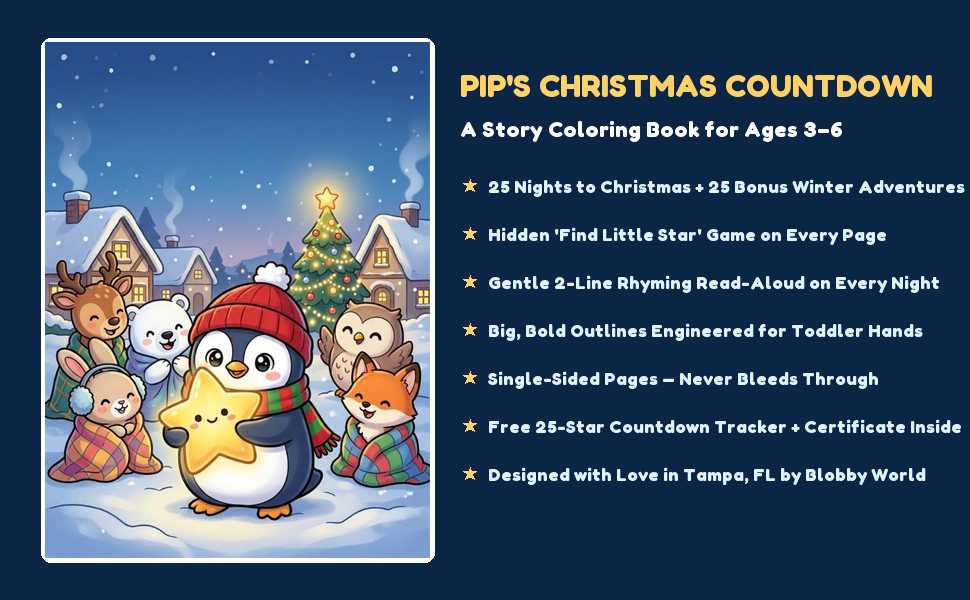 PIP'S CHRISTMAS COUNTDOWN
A Story Coloring Book for Ages 3–6
25 Nights to Christmas + 25 Bonus Winter Adventures
Hidden 'Find Little Star' Game on Every Page
Gentle 2-Line Rhyming Read-Aloud on Every Night
Big, Bold Outlines Engineered for Toddler Hands
Single-Sided Pages – Never Bleeds Through
Free 25-Star Countdown Tracker + Certificate Inside
Designed with Love in Tampa, FL by Blobby World